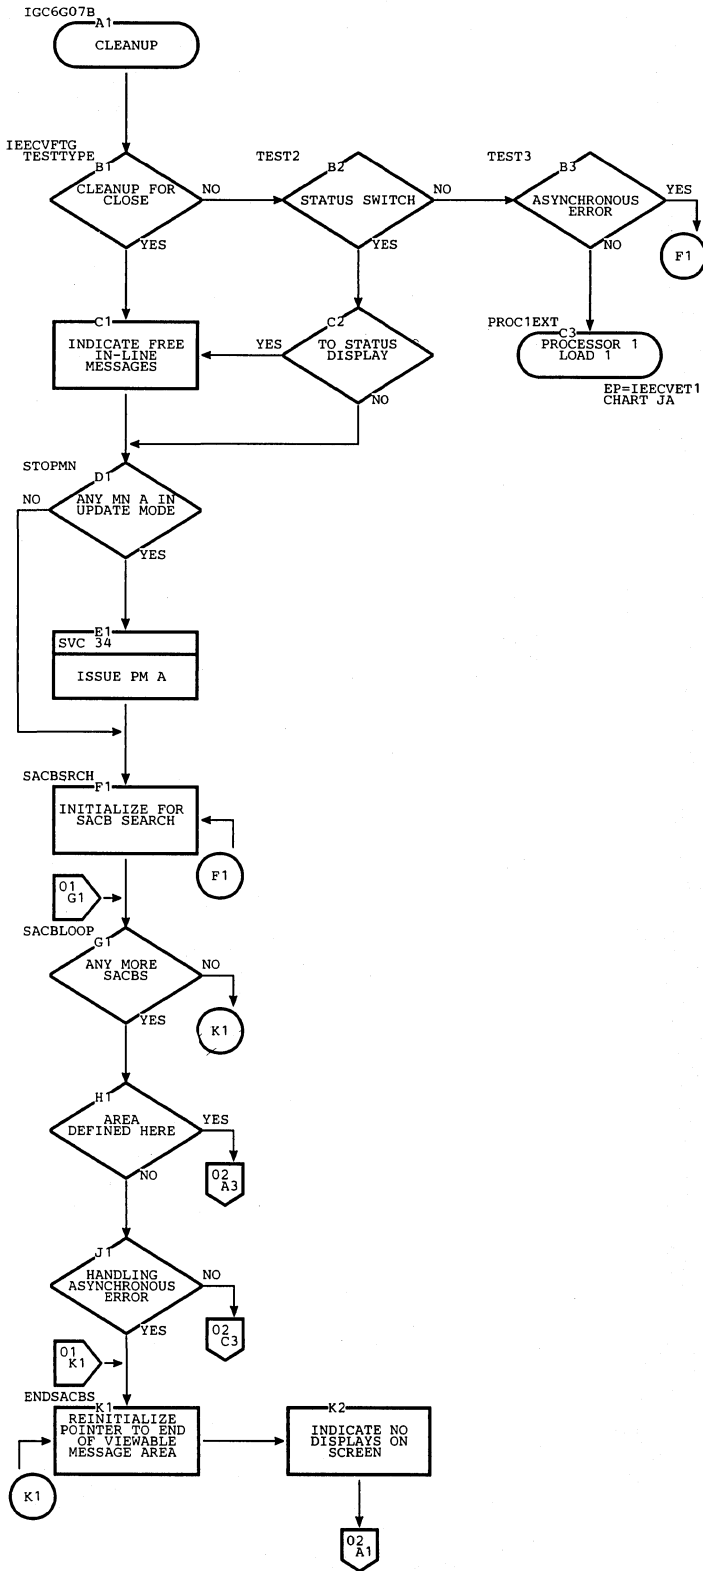 IGC6G07B
A1
CLEANUP
IEECVFTG
TESTTYPE
B1
CLEANUP FOR
CLOSE
NO
YES
TEST2
B2
STATUS SWITCH
NO
YES
TEST3
B3
ASYNCHRONOUS
ERROR
YES
NO
F1
C1
INDICATE FREE
IN-LINE
MESSAGES
YES
C2
TO STATUS
DISPLAY
NO
PROC1EXT
C3
PROCESSOR 1
LOAD 1
EP=IEECVET1
CHART JA
STOPMN
D1
NO
ANY MN A IN
UPDATE MODE
YES
E1
SVC 34
ISSUE PM A
SACBSRCH
F1
INITIALIZE FOR
SACB SEARCH
F1
01
G1
SACBLOOP
G1
ANY MORE
SACBS
NO
YES
K1
H1
AREA
DEFINED HERE
YES
NO
02
A3
J1
HANDLING
ASYNCHRONOUS
ERROR
NO
YES
02
C3
01
K1
ENDSACBS
K1
REINITIALIZE
POINTER TO END
OF VIEWABLE
MESSAGE AREA
K2
INDICATE NO
DISPLAYS ON
SCREEN
K1
02
A1